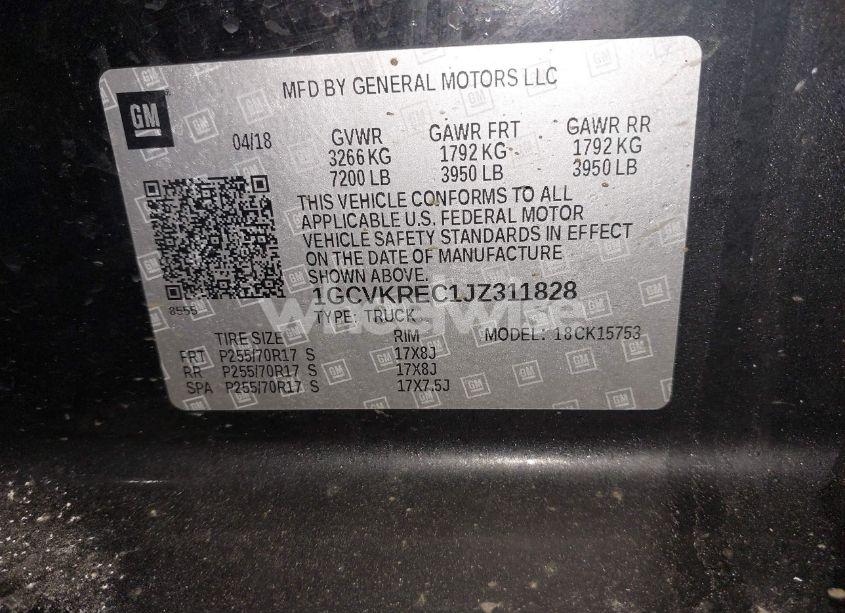 GM
MFD BY GENERAL MOTORS LLC
04/18 GVWR GAWR FRT GAWR RR
3266 KG 1792 KG 1792 KG
7200 LB 3950 LB 3950 LB
THIS VEHICLE CONFORMS TO ALL
APPLICABLE U.S. FEDERAL MOTOR
VEHICLE SAFETY STANDARDS IN EFFECT
ON THE DATE OF MANUFACTURE
SHOWN ABOVE.
8555
1GCVKREC1JZ311828
TYPE: TRUCK
wheelwise
TIRE SIZE RIM MODEL: 18CK15753
FRT P255/70R17 S 17X8J
RR P255/70R17 S 17X8J
SPA P255/70R17 S 17X7.5J